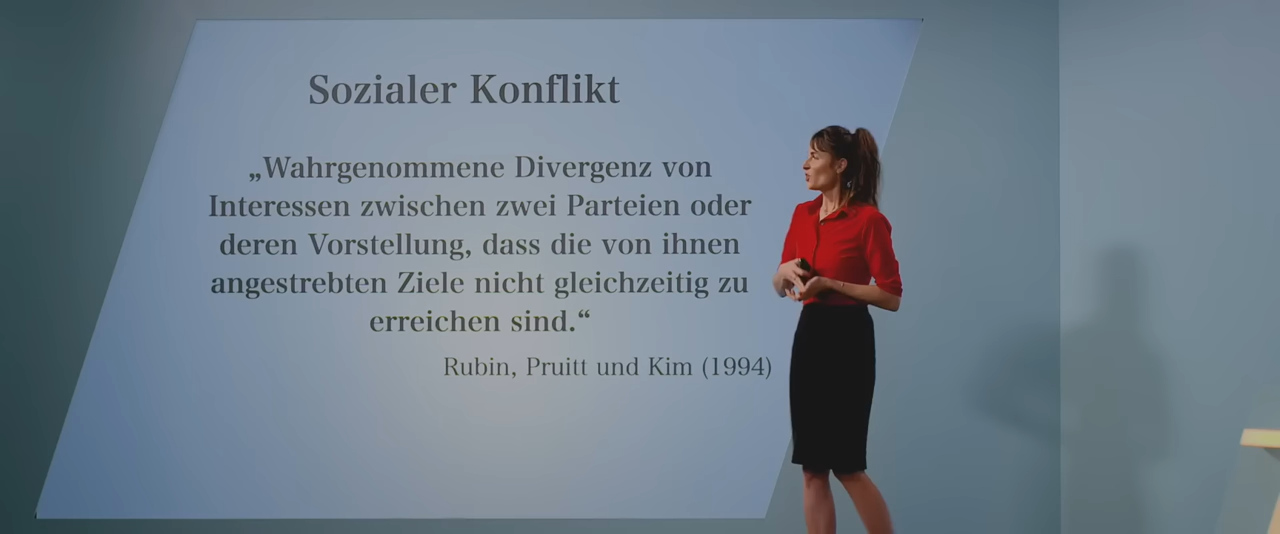 Sozialer Konflikt
„Wahrgenommene Divergenz von
Interessen zwischen zwei Parteien oder
deren Vorstellung, dass die von ihnen
angestrebten Ziele nicht gleichzeitig zu
erreichen sind.“
Rubin, Pruitt und Kim (1994)